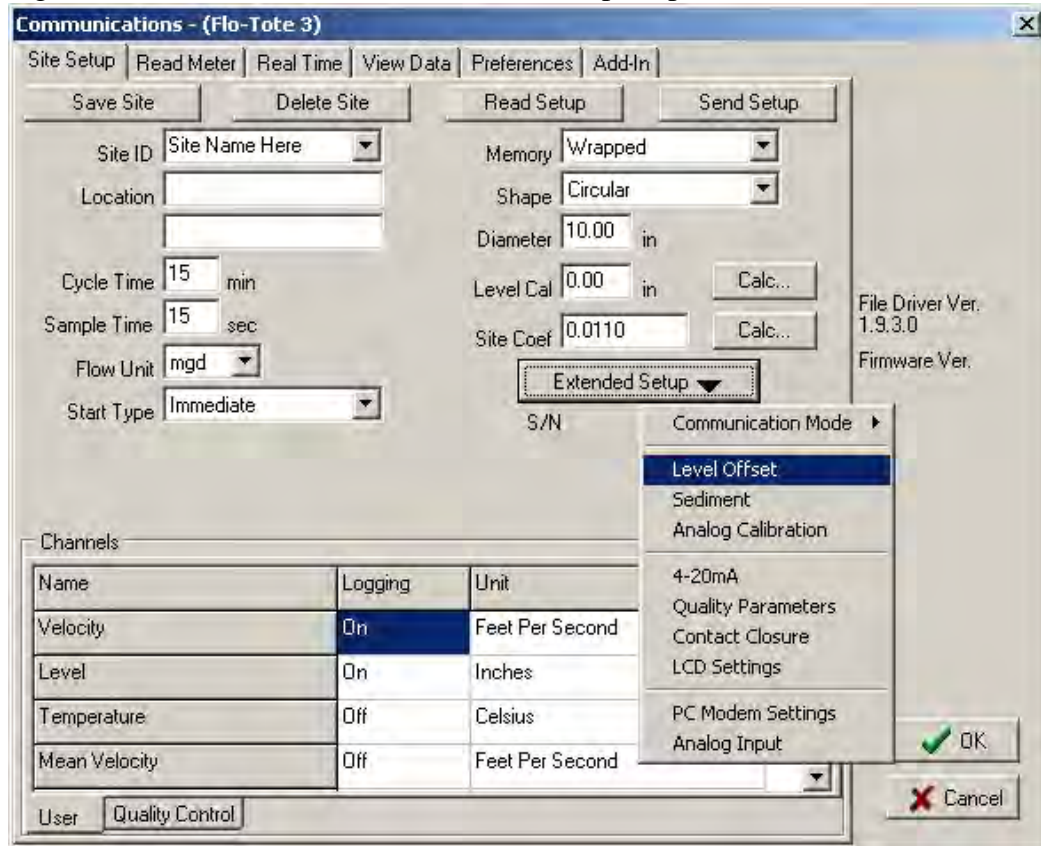 Communications - (Flo-Tote 3)
Site Setup Read Meter Real Time View Data Preferences Add-In
Save Site Delete Site Read Setup Send Setup
Site ID Site Name Here
Location
Cycle Time 15 min
Sample Time 15 sec
Flow Unit mgd
Start Type Immediate
Memory Wrapped
Shape Circular
Diameter 10.00 in
Level Cal 0.00 in Calc...
Site Coef 0.0110 Calc...
Extended Setup
S/N
File Driver Ver.
1.9.3.0
Firmware Ver.
Communication Mode
Level Offset
Sediment
Analog Calibration
4-20mA
Quality Parameters
Contact Closure
LCD Settings
PC Modem Settings
Analog Input
Channels
Name Logging Unit
Velocity On Feet Per Second
Level On Inches
Temperature Off Celsius
Mean Velocity Off Feet Per Second
User Quality Control
OK
Cancel